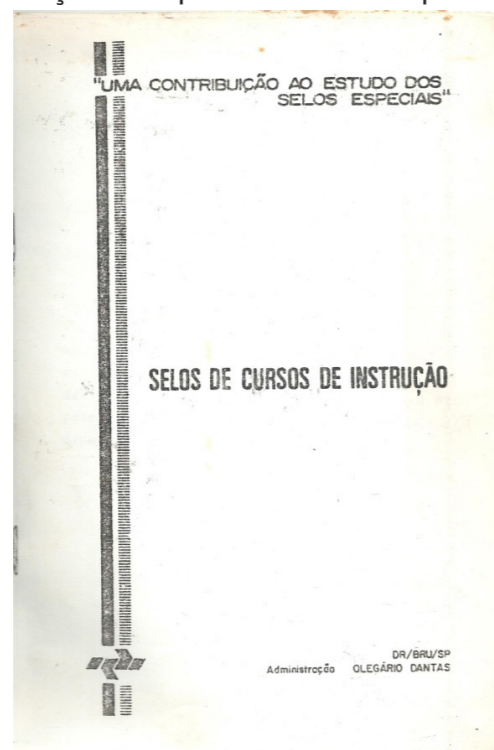 "UMA CONTRIBUIÇÃO AO ESTUDO DOS
SELOS ESPECIAIS"
SELOS DE CURSOS DE INSTRUÇÃO
DR/BRU/SP
Administração OLEGÁRIO DANTAS